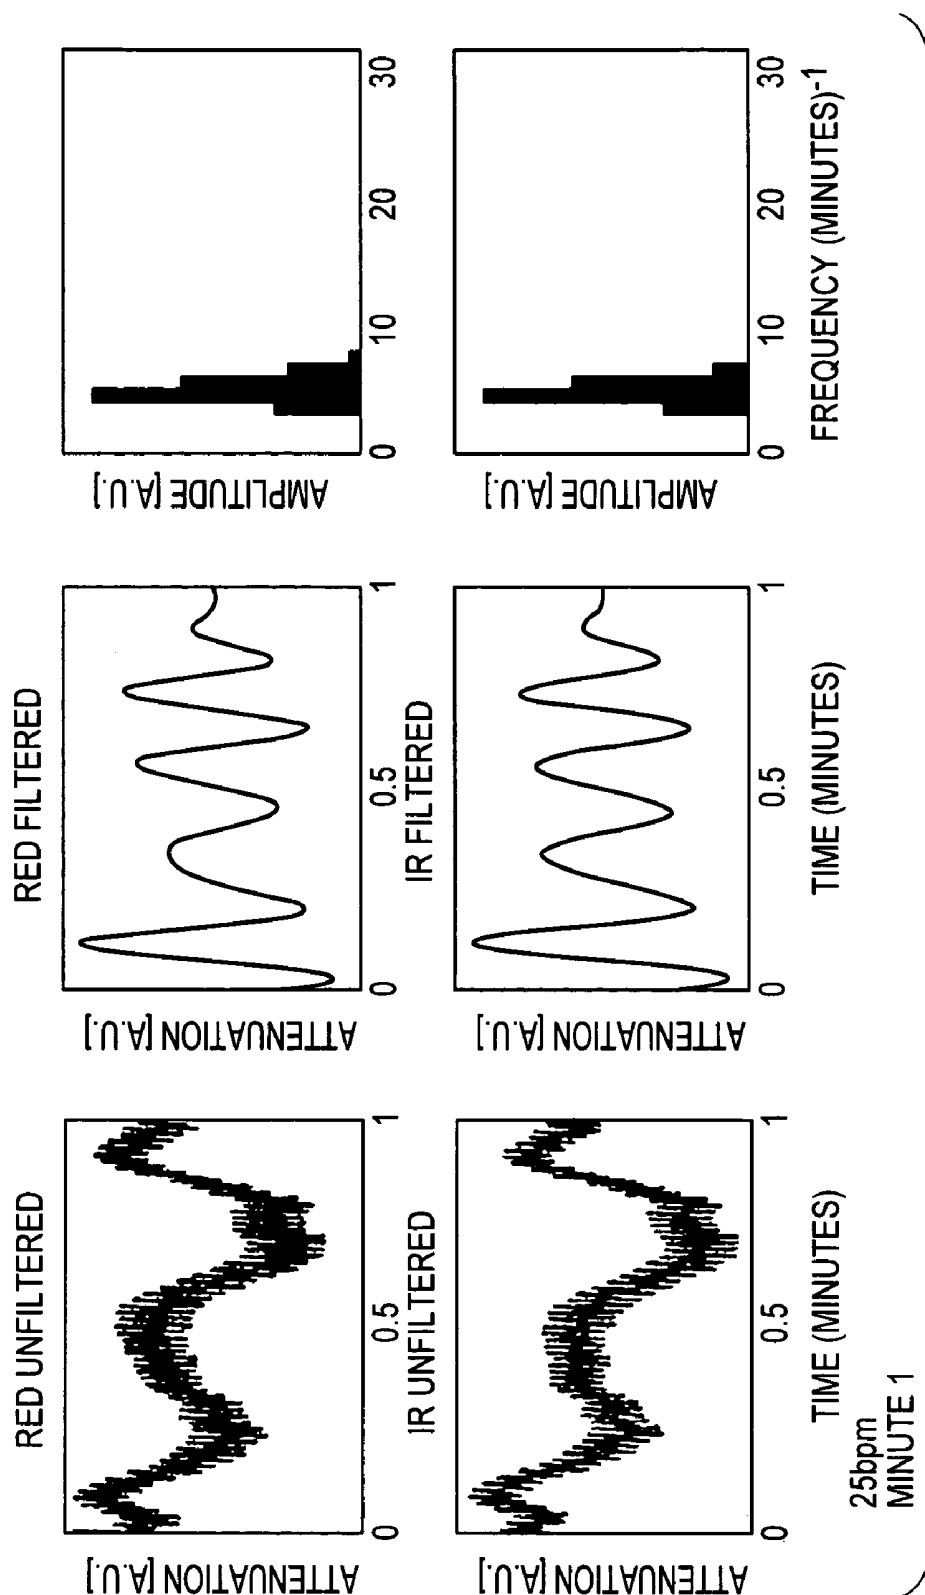 RED UNFILTERED
ATTENUATION [A.U.]
0
0.5
1
RED FILTERED
ATTENUATION [A.U.]
0
0.5
1
AMPLITUDE [A.U.]
0
10
20
30
IR UNFILTERED
ATTENUATION [A.U.]
0
0.5
1
TIME (MINUTES)
IR FILTERED
ATTENUATION [A.U.]
0
0.5
1
TIME (MINUTES)
AMPLITUDE [A.U.]
0
10
20
30
FREQUENCY (MINUTES)-1
25bpm
MINUTE 1